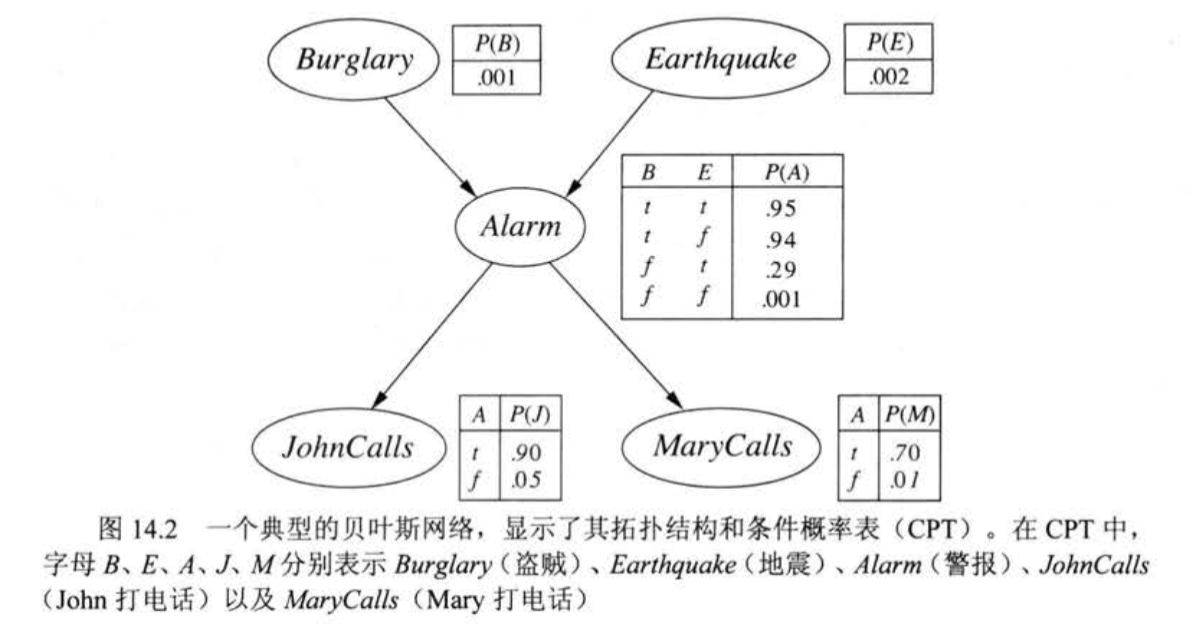 Burglary
P(B)
.001
Earthquake
P(E)
.002
Alarm
B E P(A)
t t .95
t f .94
f t .29
f f .001
JohnCalls
A P(J)
t .90
f .05
MaryCalls
A P(M)
t .70
f .01
图 14.2 一个典型的贝叶斯网络，显示了其拓扑结构和条件概率表（CPT）。在 CPT 中，
字母 B、E、A、J、M 分别表示 Burglary（盗贼）、Earthquake（地震）、Alarm（警报）、JohnCalls
（John 打电话）以及 MaryCalls（Mary 打电话）